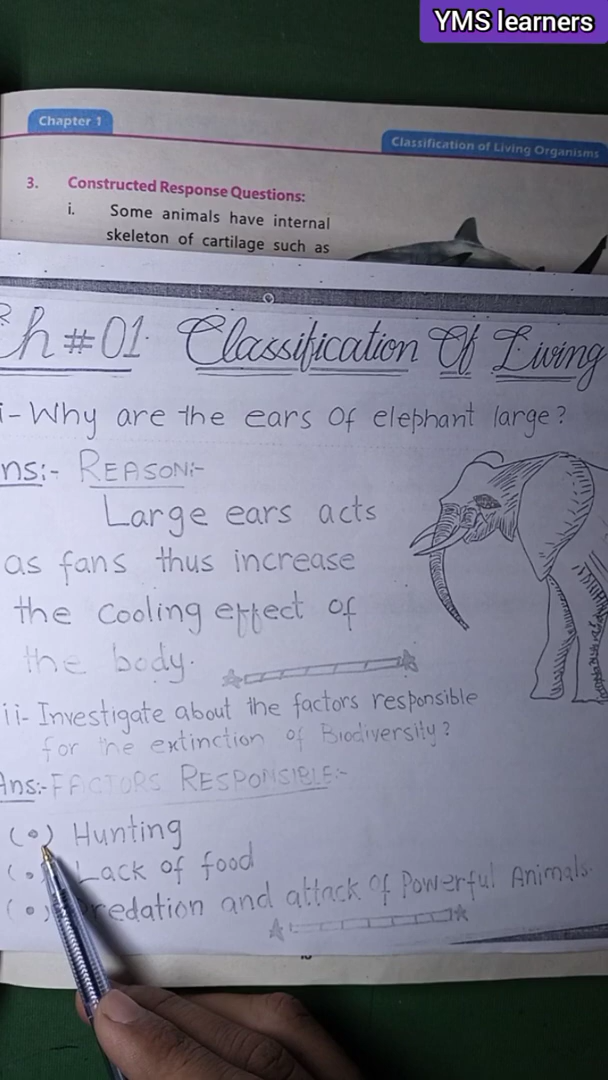 YMS learners
Chapter 1
Classification of Living Organisms
3. Constructed Response Questions:
i. Some animals have internal
skeleton of cartilage such as
Ch # 01. Classification Of Living
i- Why are the ears of elephant large?
ns:- REASON:-
Large ears acts
as fans thus increase
the cooling effect of
the body.
ii- Investigate about the factors responsible
for the extinction of Biodiversity?
Ans:- FACTORS RESPONSIBLE:-
(•) Hunting
(•) Lack of food
(•) Predation and attack of Powerful Animals.